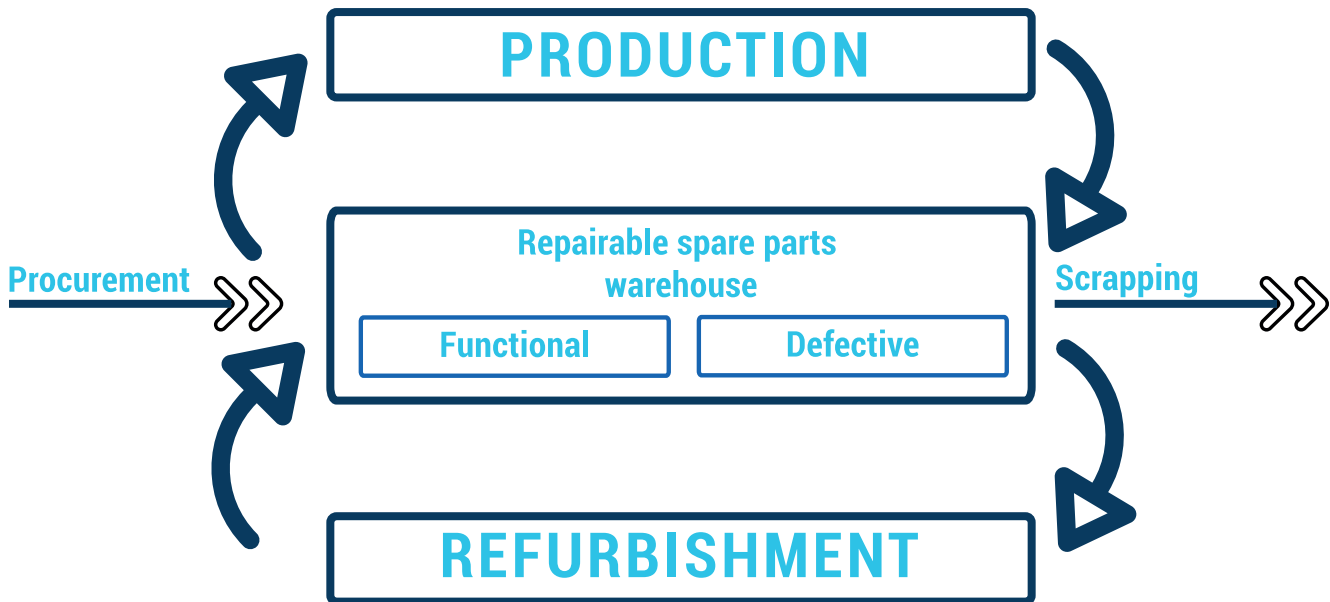 PRODUCTION
Repairable spare parts
warehouse
Procurement
Scrapping
Functional
Defective
REFURBISHMENT